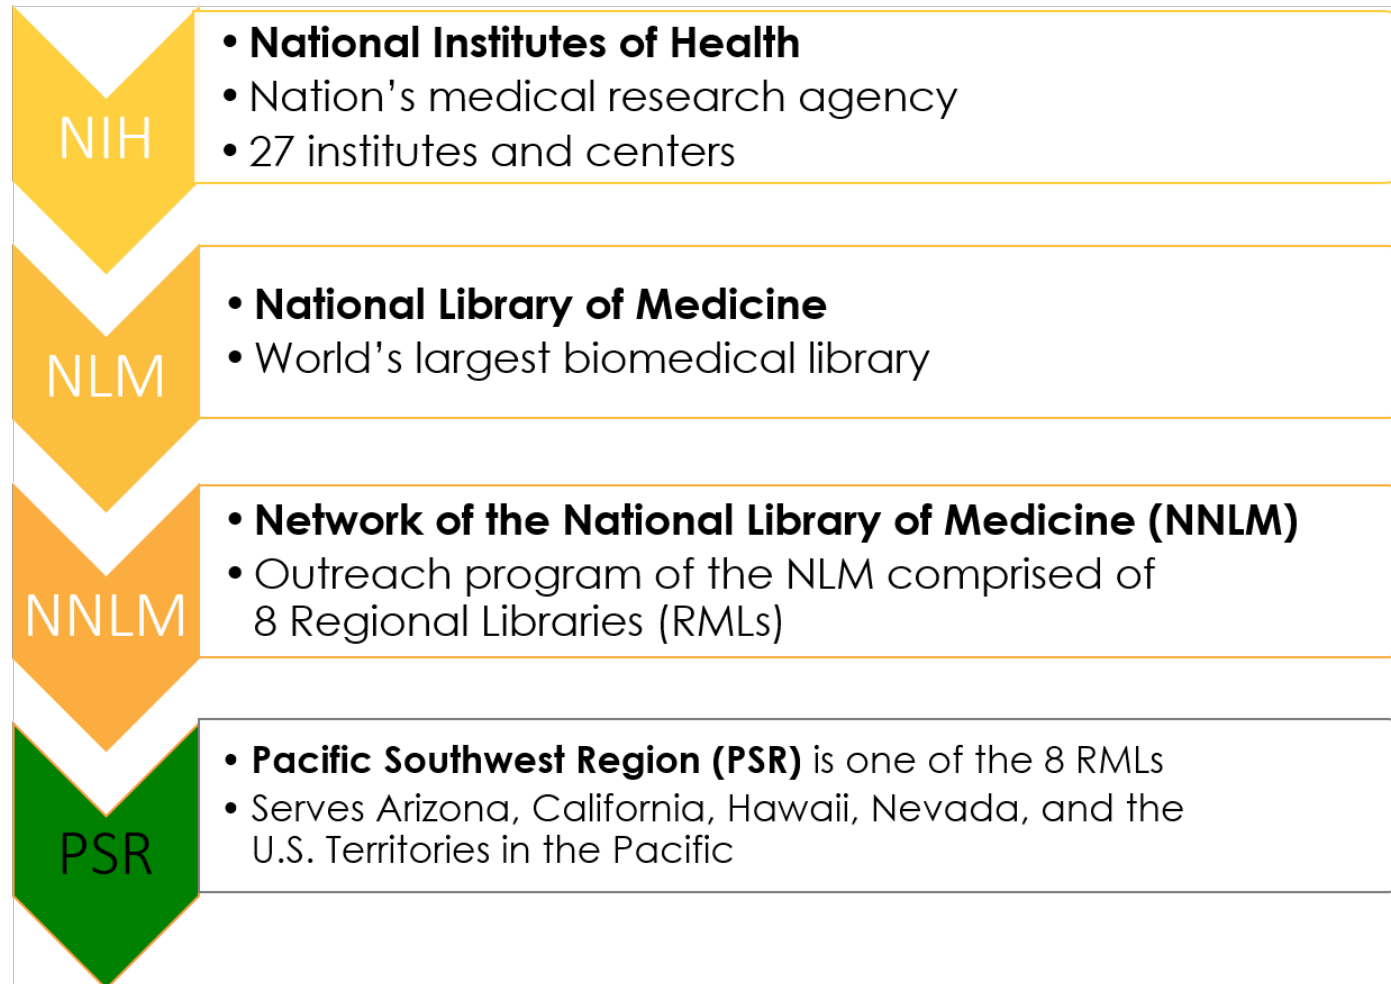 NIH
• National Institutes of Health
• Nation’s medical research agency
• 27 institutes and centers
NLM
• National Library of Medicine
• World’s largest biomedical library
NNLM
• Network of the National Library of Medicine (NNLM)
• Outreach program of the NLM comprised of
8 Regional Libraries (RMLs)
PSR
• Pacific Southwest Region (PSR) is one of the 8 RMLs
• Serves Arizona, California, Hawaii, Nevada, and the
U.S. Territories in the Pacific